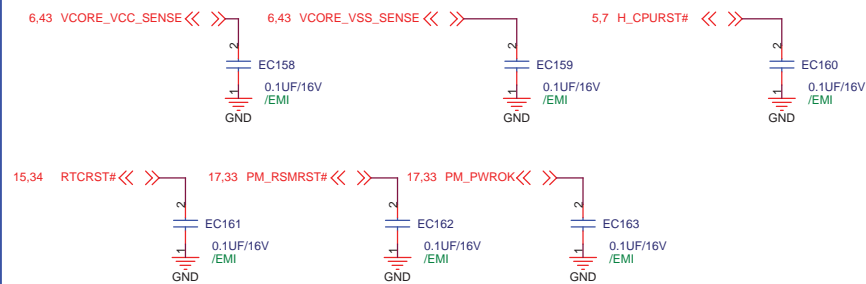 6,43 VCORE_VCC_SENSE
6,43 VCORE_VSS_SENSE
5,7 H_CPURST#
2
EC158
1
0.1UF/16V
/EMI
GND
2
EC159
1
0.1UF/16V
/EMI
GND
2
EC160
1
0.1UF/16V
/EMI
GND
15,34 RTCRST#
17,33 PM_RSMRST#
17,33 PM_PWROK
2
EC161
1
0.1UF/16V
/EMI
GND
2
EC162
1
0.1UF/16V
/EMI
GND
2
EC163
1
0.1UF/16V
/EMI
GND